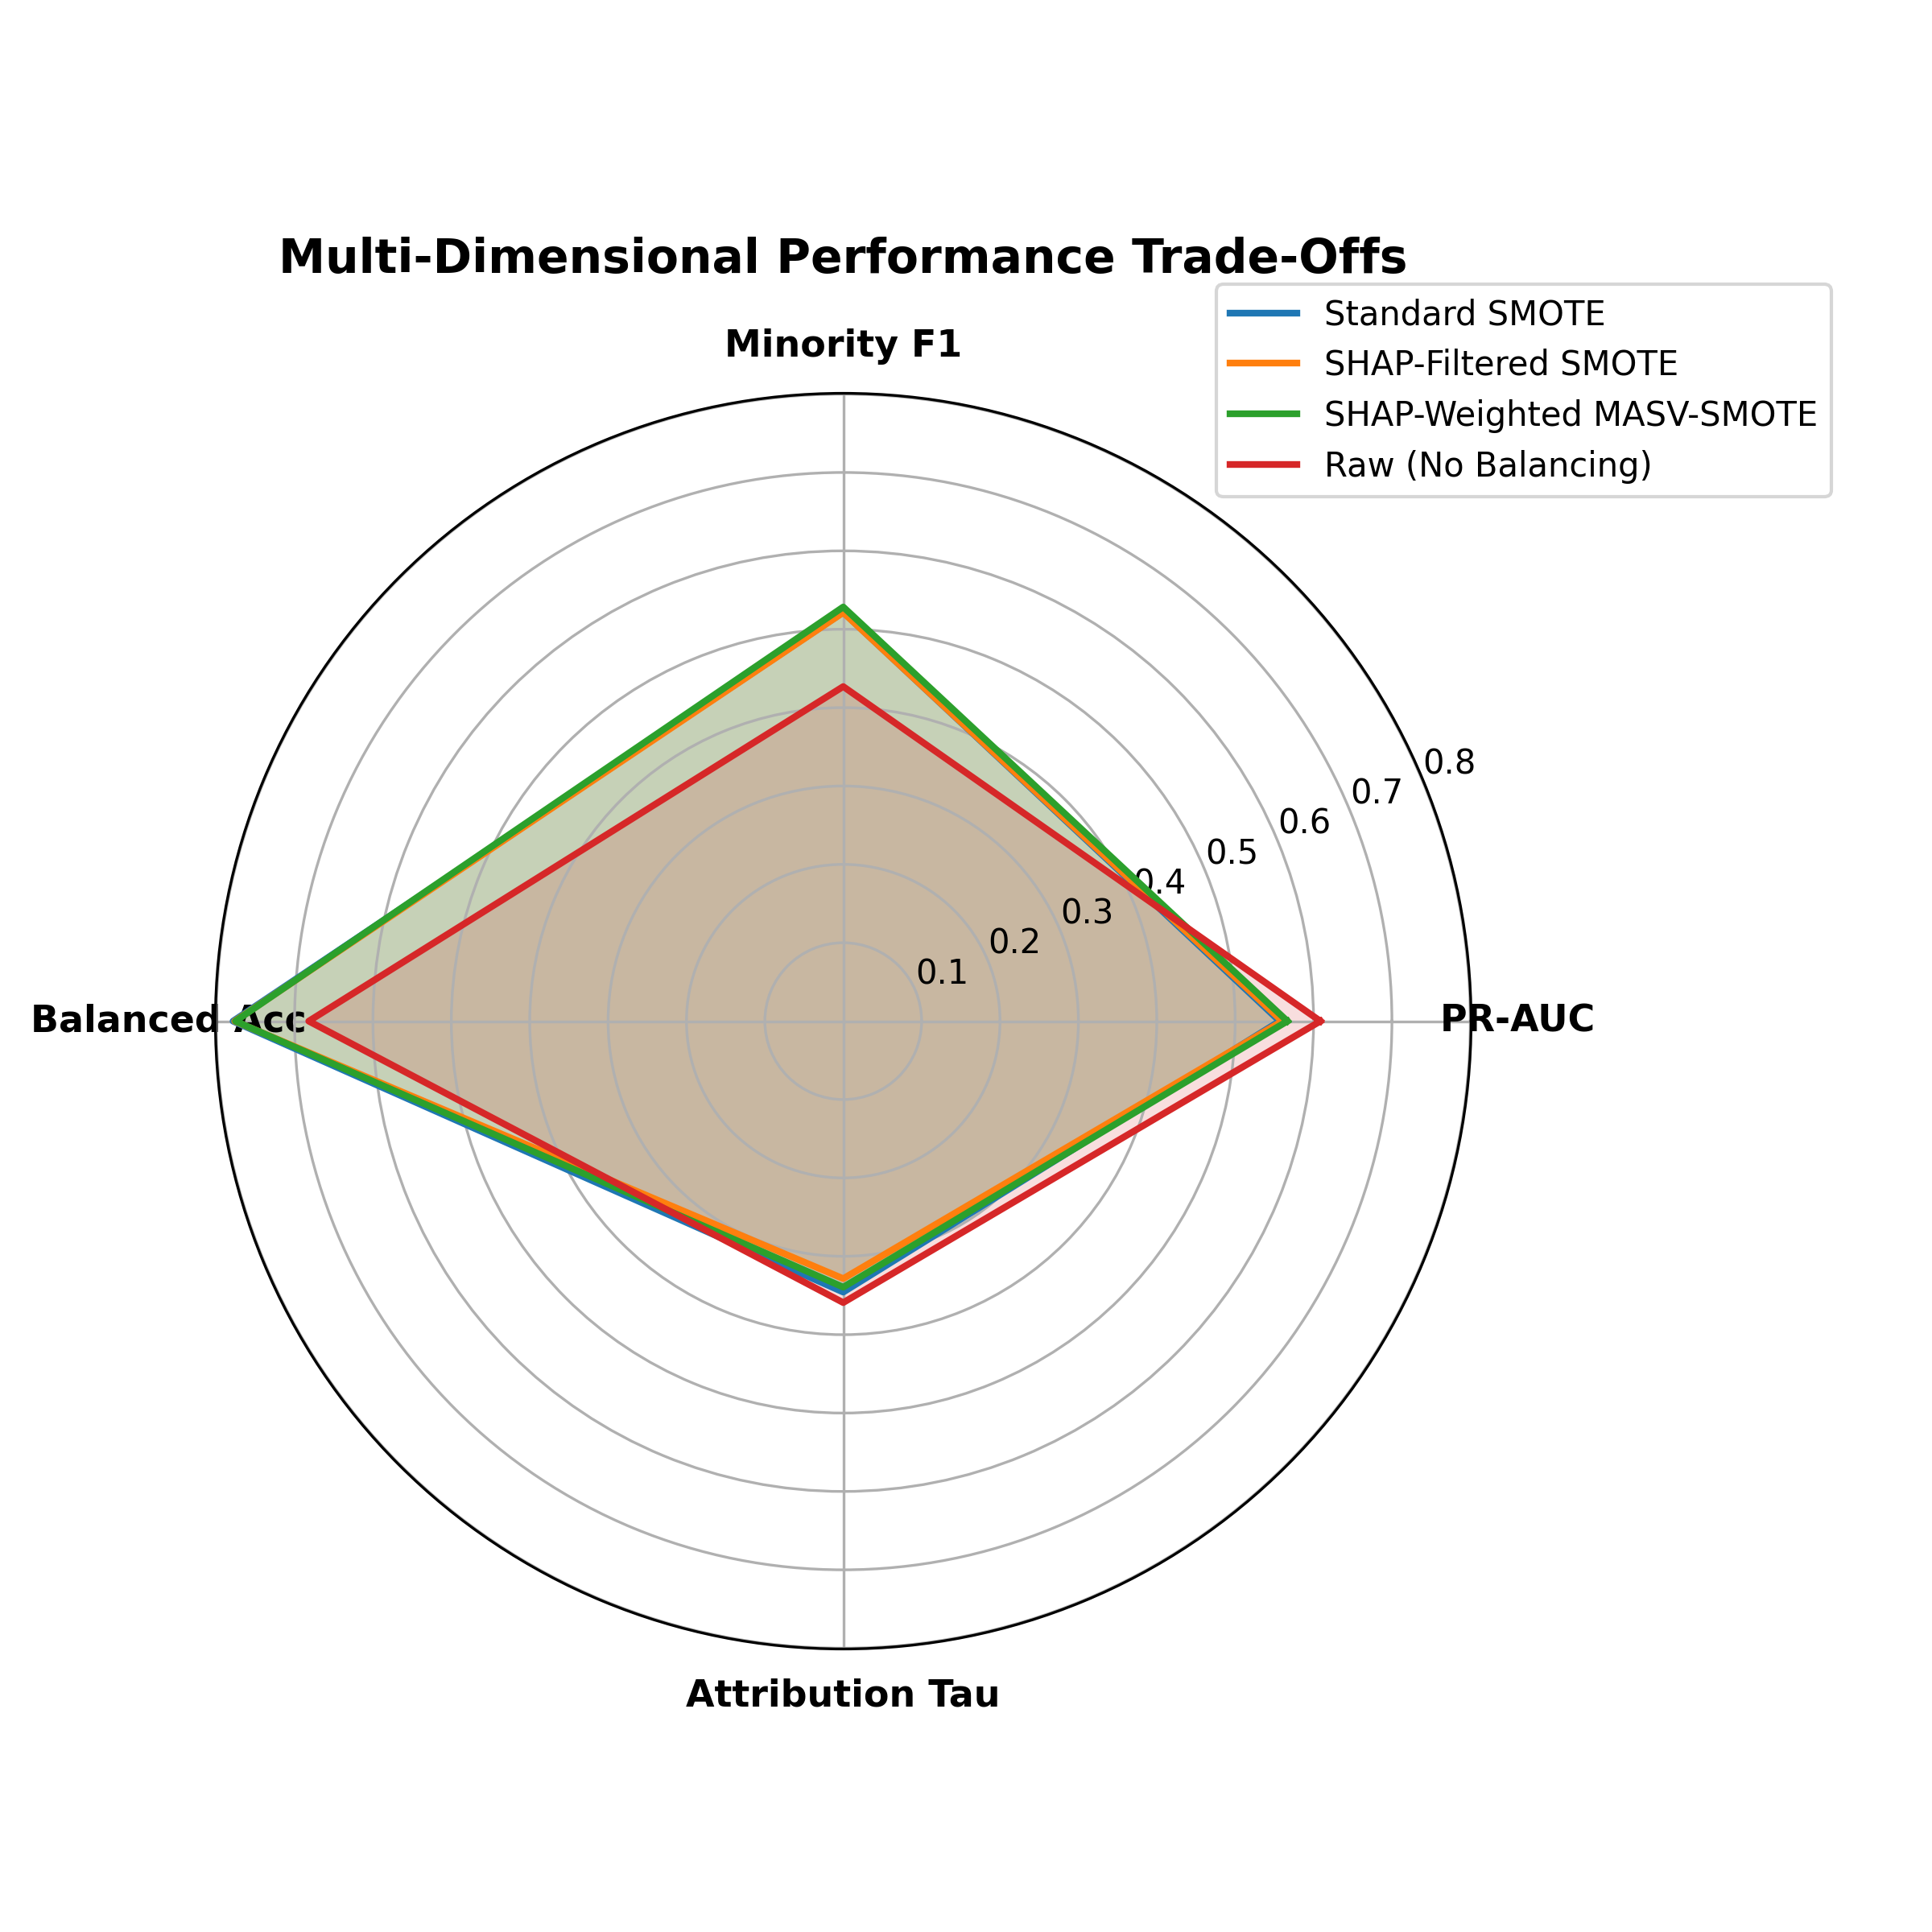 Multi-Dimensional Performance Trade-Offs
Standard SMOTE
SHAP-Filtered SMOTE
SHAP-Weighted MASV-SMOTE
Raw (No Balancing)
Minority F1
0.8
0.7
0.6
0.5
0.4
0.3
0.2
0.1
Balanced Acc
PR-AUC
Attribution Tau